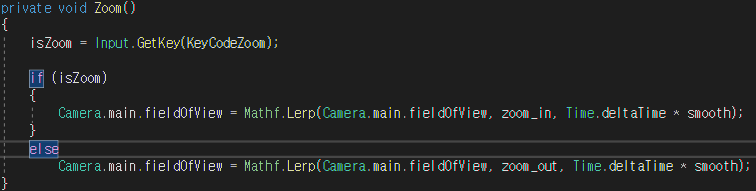 private void Zoom()
{
isZoom = Input.GetKey(KeyCodeZoom);
if (isZoom)
{
Camera.main.fieldOfView = Mathf.Lerp(Camera.main.fieldOfView, zoom_in, Time.deltaTime * smooth);
}
else
Camera.main.fieldOfView = Mathf.Lerp(Camera.main.fieldOfView, zoom_out, Time.deltaTime * smooth);
}